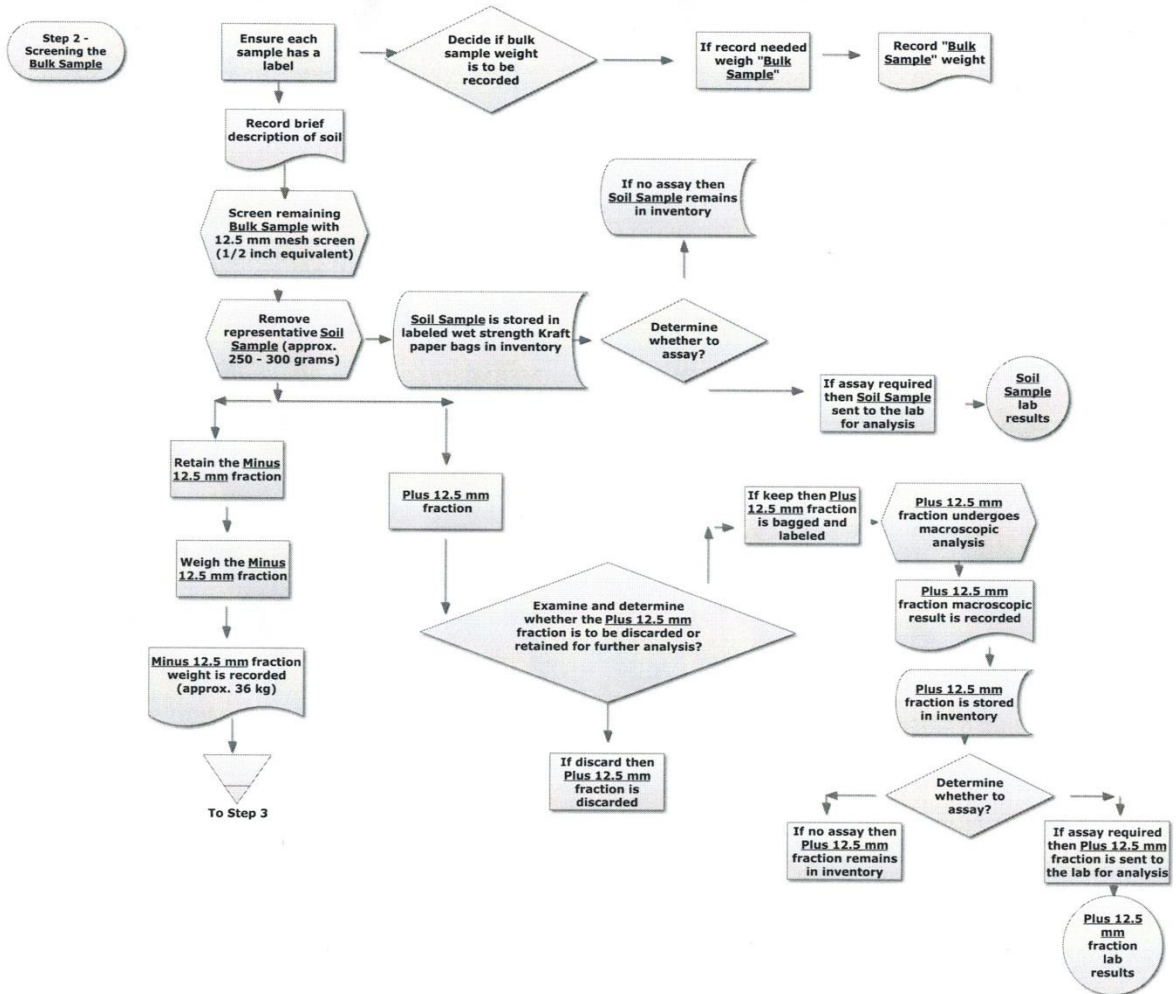 Step 2 -
Screening the
Bulk Sample
Ensure each
sample has a
label
Decide if bulk
sample weight
is to be
recorded
If record needed
weigh "Bulk
Sample"
Record "Bulk
Sample" weight
Record brief
description of soil
Screen remaining
Bulk Sample with
12.5 mm mesh screen
(1/2 inch equivalent)
If no assay then
Soil Sample remains
in inventory
Remove
representative Soil
Sample (approx.
250 - 300 grams)
Soil Sample is stored in
labeled wet strength Kraft
paper bags in inventory
Determine
whether to
assay?
If assay required
then Soil Sample
sent to the lab
for analysis
Soil
Sample
lab
results
Retain the Minus
12.5 mm fraction
Plus 12.5 mm
fraction
If keep then Plus
12.5 mm fraction
is bagged and
labeled
Plus 12.5 mm
fraction undergoes
macroscopic
analysis
Weigh the Minus
12.5 mm fraction
Examine and determine
whether the Plus 12.5 mm
fraction is to be discarded or
retained for further analysis?
Plus 12.5 mm
fraction macroscopic
result is recorded
Minus 12.5 mm fraction
weight is recorded
(approx. 36 kg)
Plus 12.5 mm
fraction is stored
in inventory
To Step 3
If discard then
Plus 12.5 mm
fraction is
discarded
Determine
whether to
assay?
If no assay then
Plus 12.5 mm
fraction remains
in inventory
If assay required
then Plus 12.5 mm
fraction is sent to
the lab for analysis
Plus 12.5
mm
fraction
lab
results